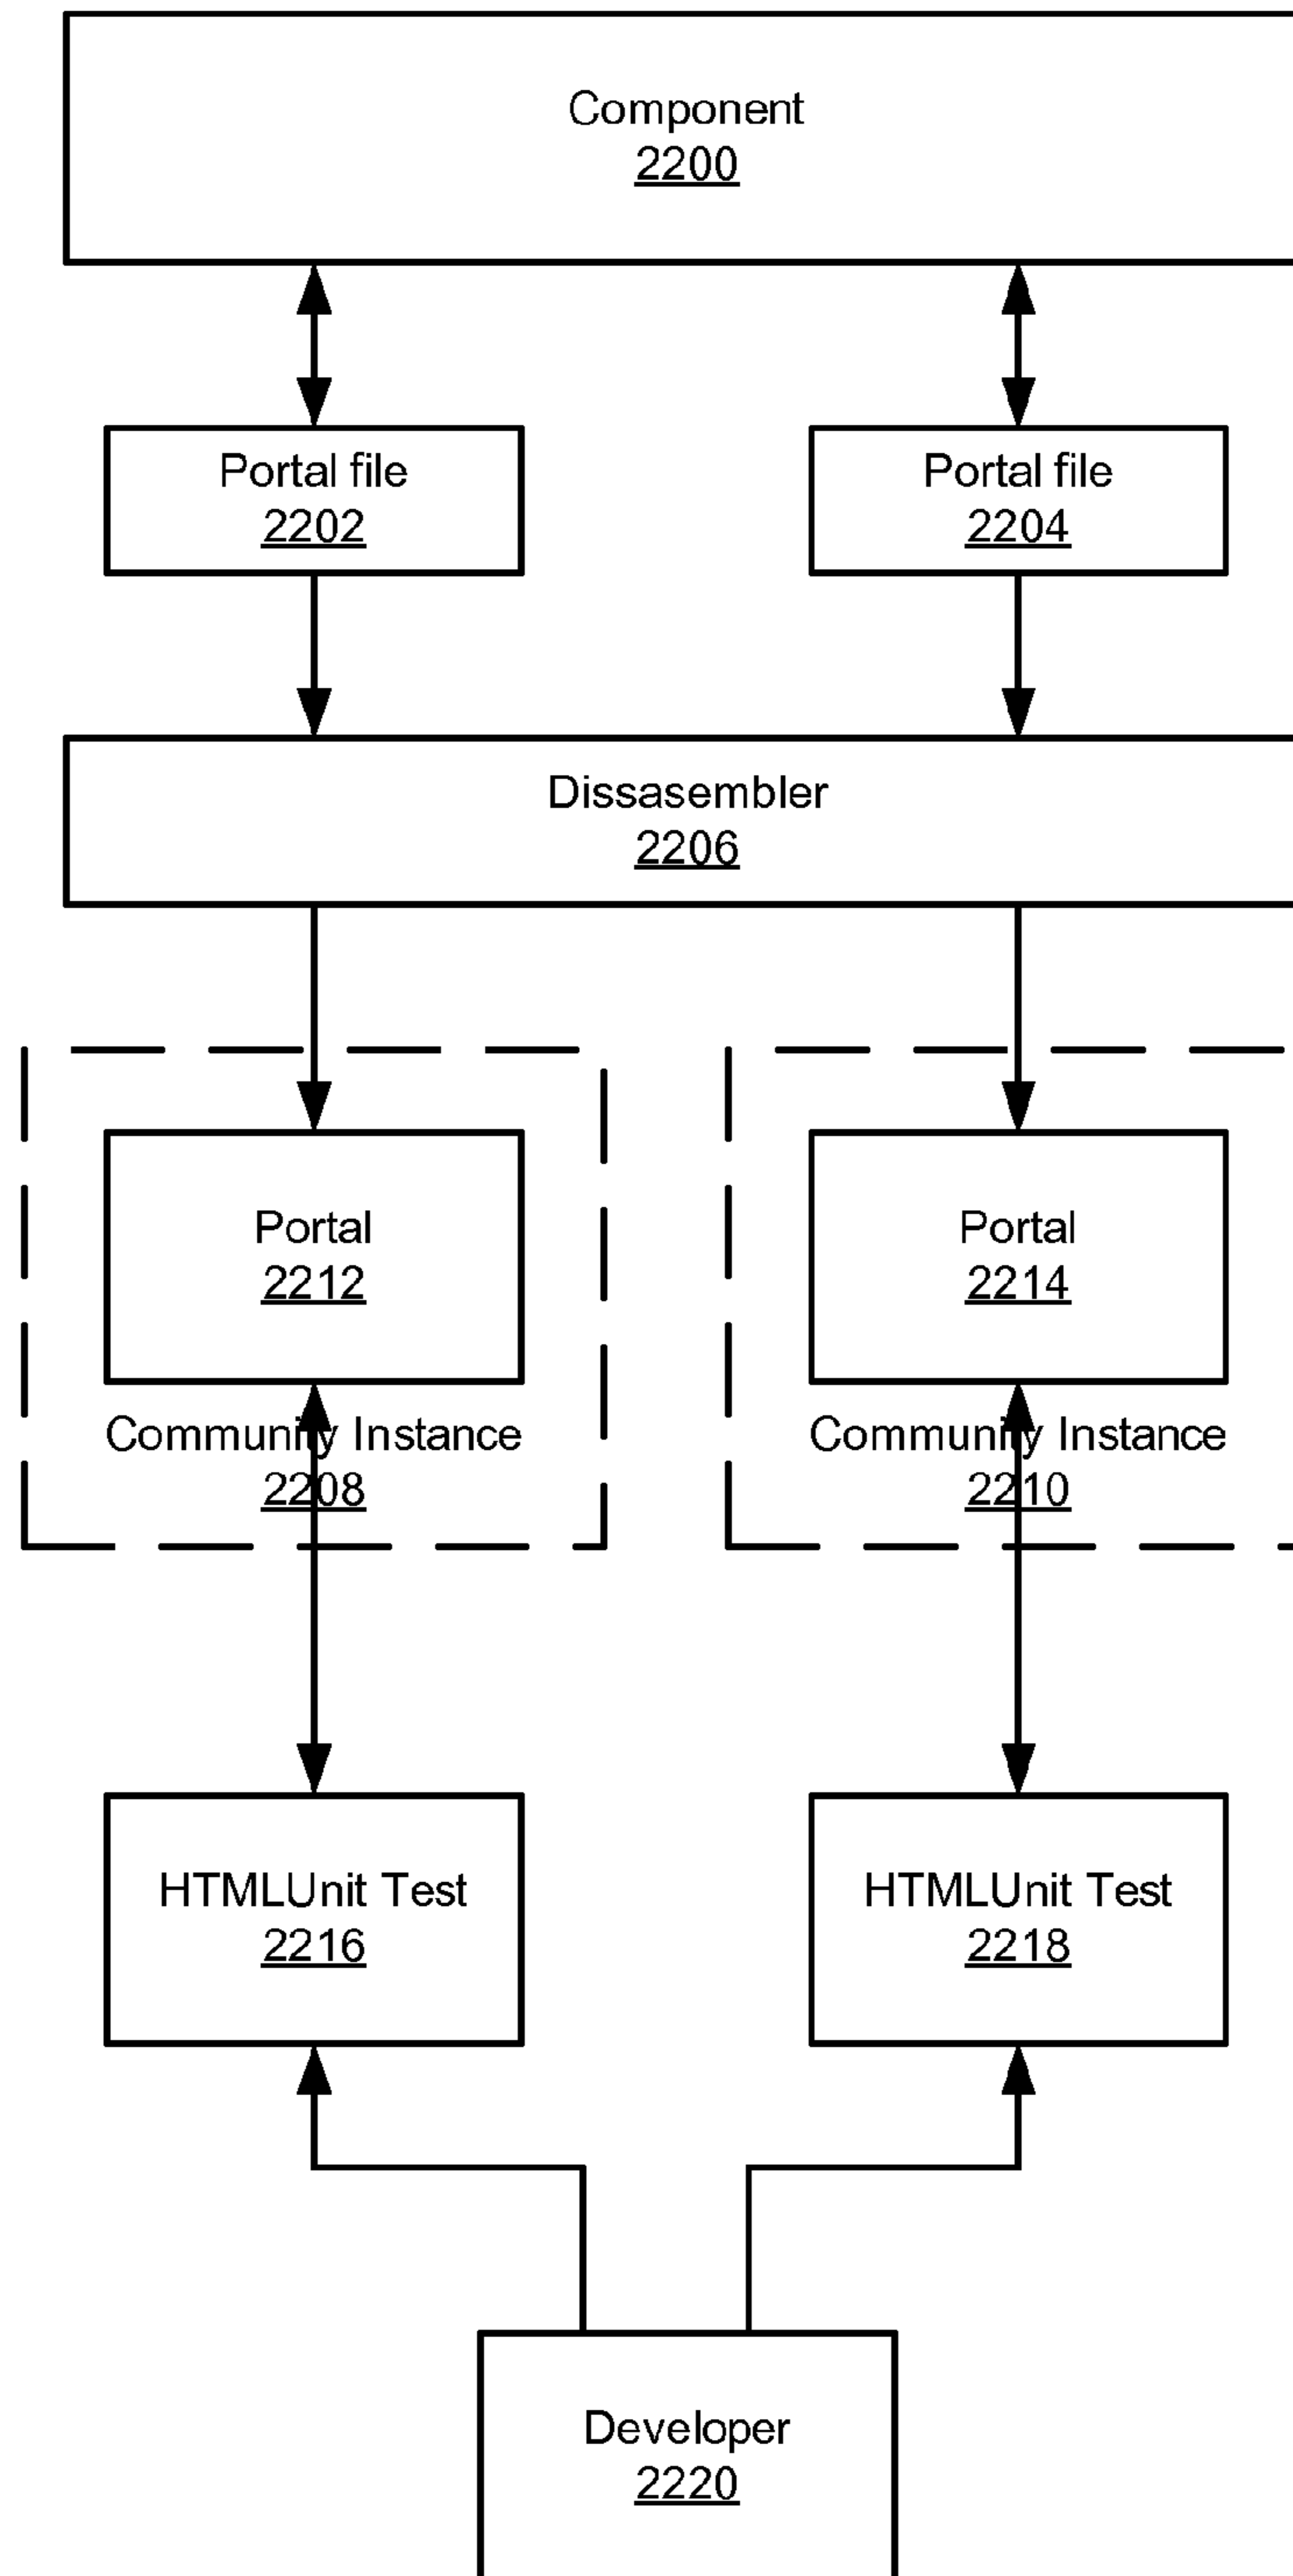 Component
2200
Portal file
2202
Portal file
2204
Dissasembler
2206
Portal
2212
Portal
2214
Community Instance
2208
Community Instance
2210
HTMLUnit Test
2216
HTMLUnit Test
2218
Developer
2220